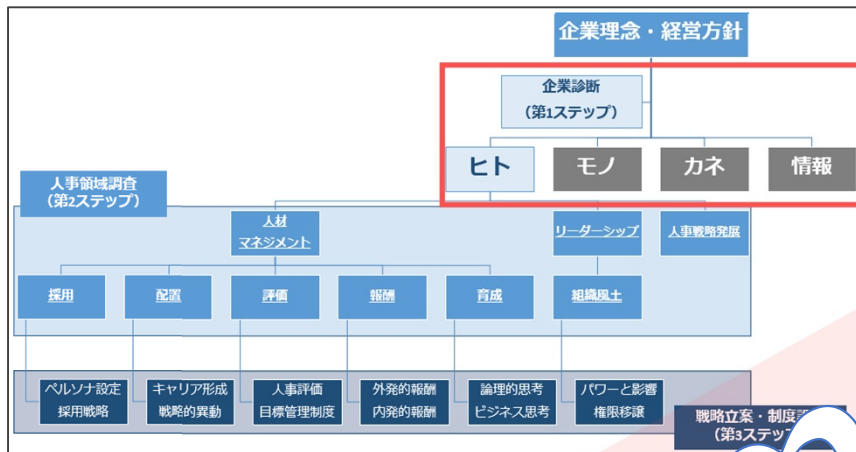 企業理念・経営方針
企業診断
(第1ステップ)
ヒト
モノ
カネ
情報
人事領域調査
(第2ステップ)
人材
マネジメント
リーダーシップ
人事戦略発展
採用
配置
評価
報酬
育成
組織風土
ペルソナ設定
採用戦略
キャリア形成
戦略的異動
人事評価
目標管理制度
外発的報酬
内発的報酬
論理的思考
ビジネス思考
パワーと影響
権限移譲
戦略立案・制度
(第3ステップ